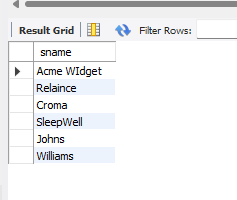 Result Grid Filter Rows:
sname
Acme WIdget
Relaince
Croma
SleepWell
Johns
Williams